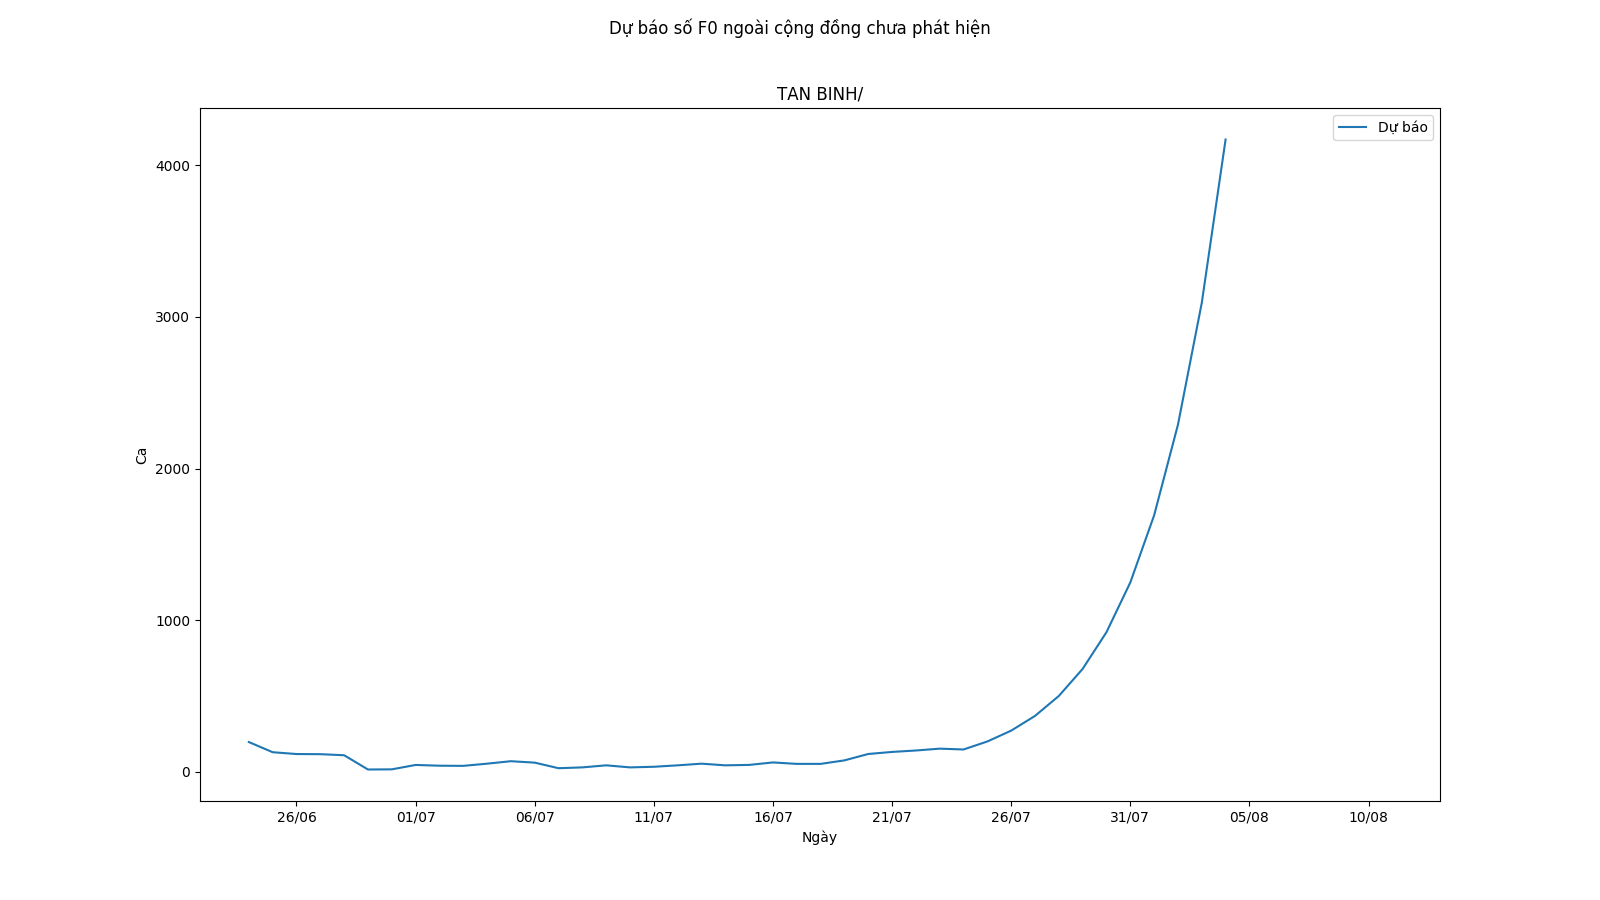 Dự báo số F0 ngoài cộng đồng chưa phát hiện
TAN BINH/
Dự báo
4000
3000
2000
1000
0
Ca
26/06 01/07 06/07 11/07 16/07 21/07 26/07 31/07 05/08 10/08
Ngày